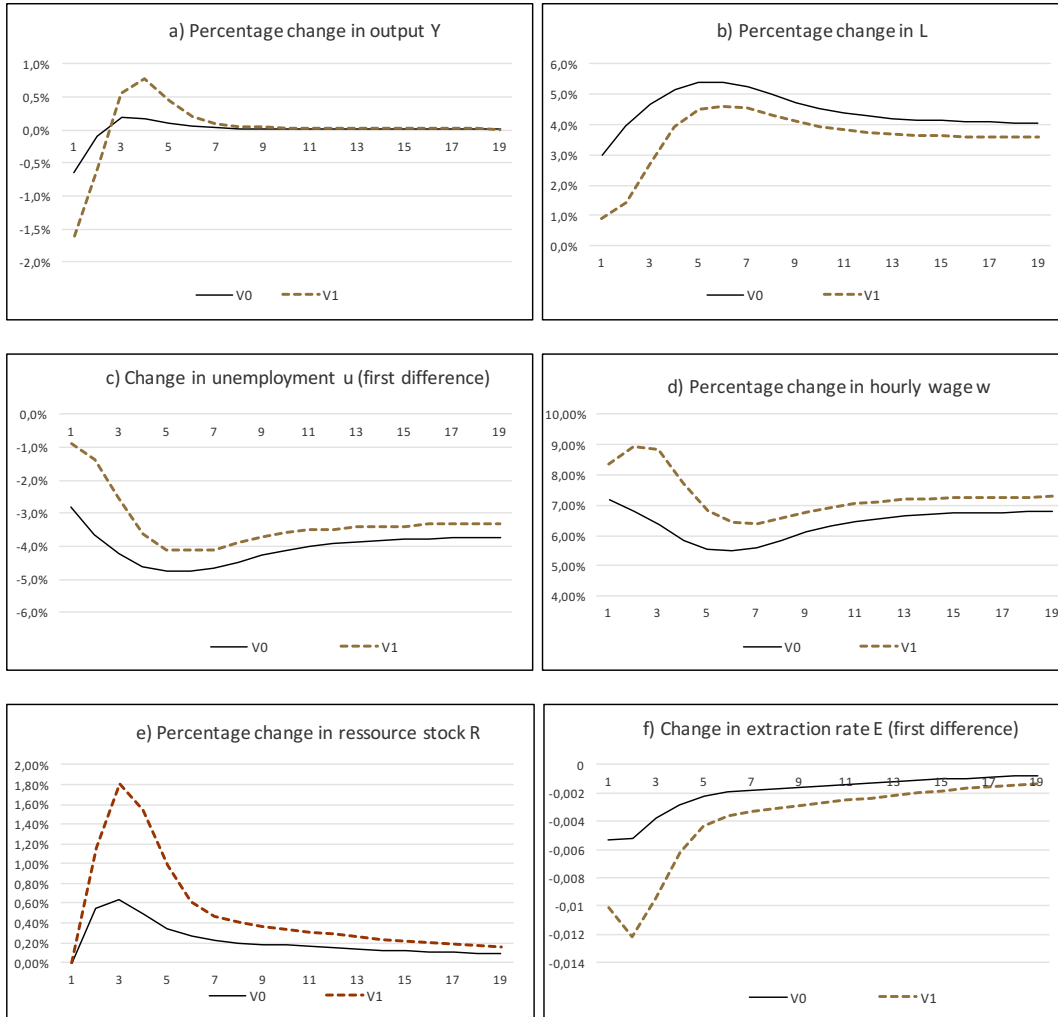 a) Percentage change in output Y
1,0%
0,5%
0,0%
1 3 5 7 9 11 13 15 17 19
-0,5%
-1,0%
-1,5%
-2,0%
V0 V1
b) Percentage change in L
6,0%
5,0%
4,0%
3,0%
2,0%
1,0%
0,0%
1 3 5 7 9 11 13 15 17 19
V0 V1
c) Change in unemployment u (first difference)
0,0%
1 3 5 7 9 11 13 15 17 19
-1,0%
-2,0%
-3,0%
-4,0%
-5,0%
-6,0%
V0 V1
d) Percentage change in hourly wage w
10,00%
9,00%
8,00%
7,00%
6,00%
5,00%
4,00%
1 3 5 7 9 11 13 15 17 19
V0 V1
e) Percentage change in ressource stock R
2,00%
1,80%
1,60%
1,40%
1,20%
1,00%
0,80%
0,60%
0,40%
0,20%
0,00%
1 3 5 7 9 11 13 15 17 19
V0 V1
f) Change in extraction rate E (first difference)
0
1 3 5 7 9 11 13 15 17 19
-0,002
-0,004
-0,006
-0,008
-0,01
-0,012
-0,014
V0 V1